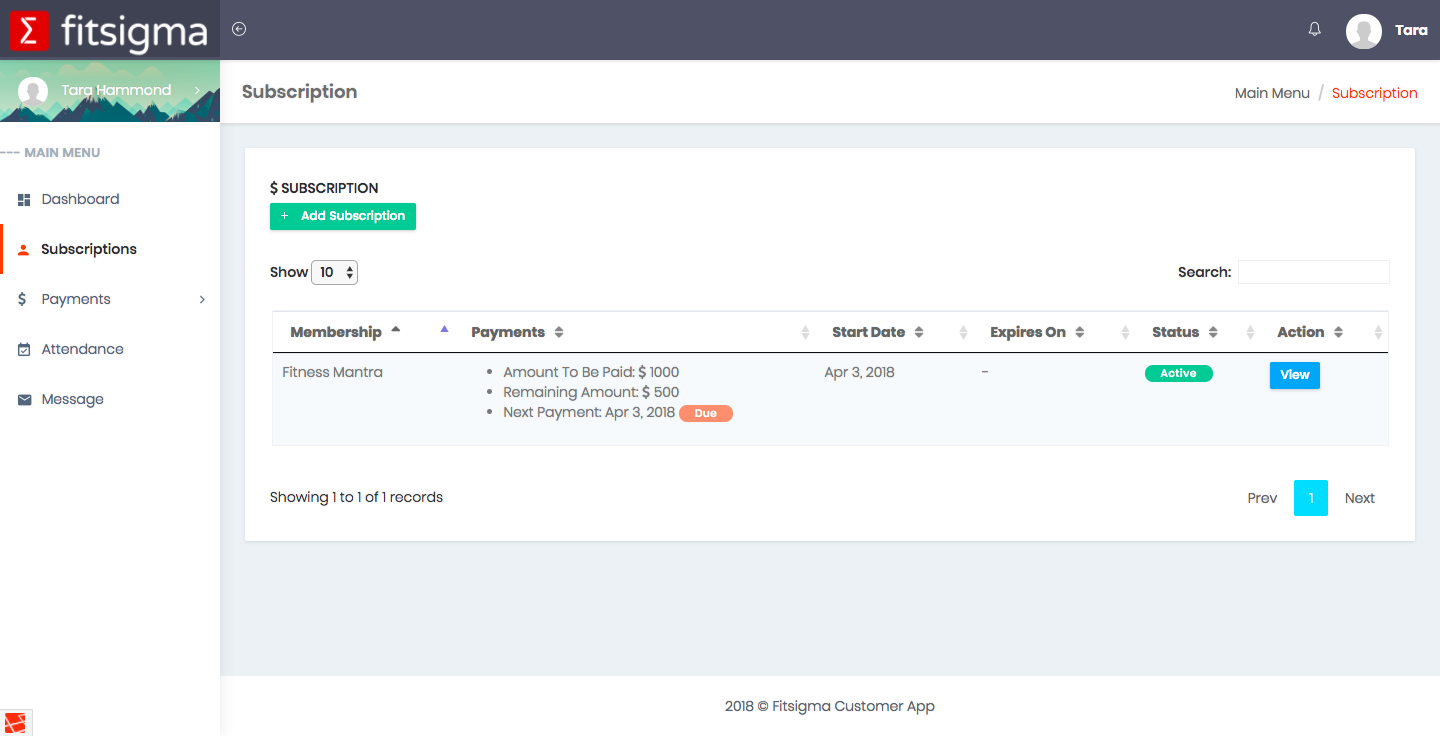 Σ fitsigma
Tara
Tara Hammond
Subscription
Main Menu / Subscription
--- MAIN MENU
Dashboard
Subscriptions
$ Payments
Attendance
Message
$ SUBSCRIPTION
+ Add Subscription
Show 10
Search:
Membership Payments Start Date Expires On Status Action
Fitness Mantra
• Amount To Be Paid: $ 1000
• Remaining Amount: $ 500
• Next Payment: Apr 3, 2018 Due
Apr 3, 2018
-
Active
View
Showing 1 to 1 of 1 records
Prev 1 Next
2018 © Fitsigma Customer App